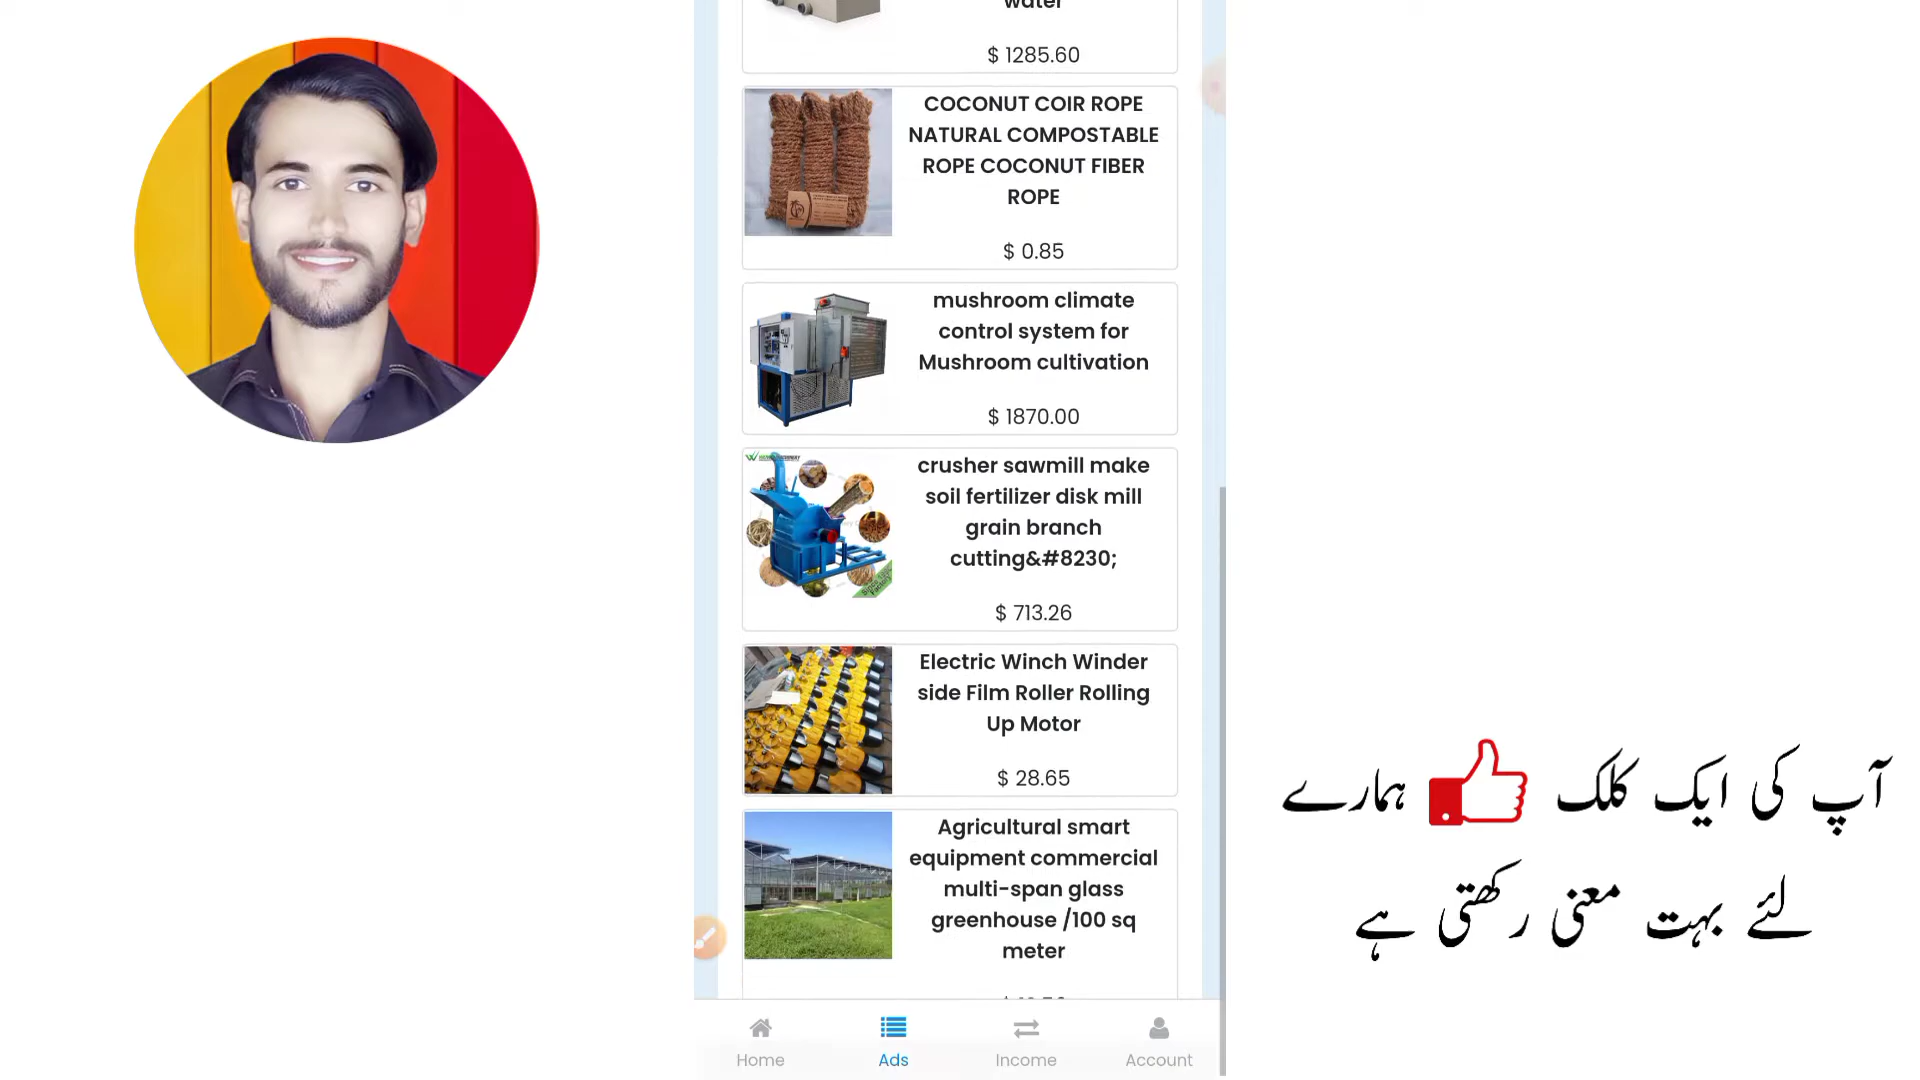 water
$ 1285.60
COCONUT COIR ROPE
NATURAL COMPOSTABLE
ROPE COCONUT FIBER
ROPE
$ 0.85
mushroom climate
control system for
Mushroom cultivation
$ 1870.00
crusher sawmill make
soil fertilizer disk mill
grain branch
cutting&#8230;
$ 713.26
Electric Winch Winder
side Film Roller Rolling
Up Motor
$ 28.65
Agricultural smart
equipment commercial
multi-span glass
greenhouse /100 sq
meter
Home
Ads
Income
Account
آپ کی ایک کلک ہمارے
لئے بہت معنی رکھتی ہے